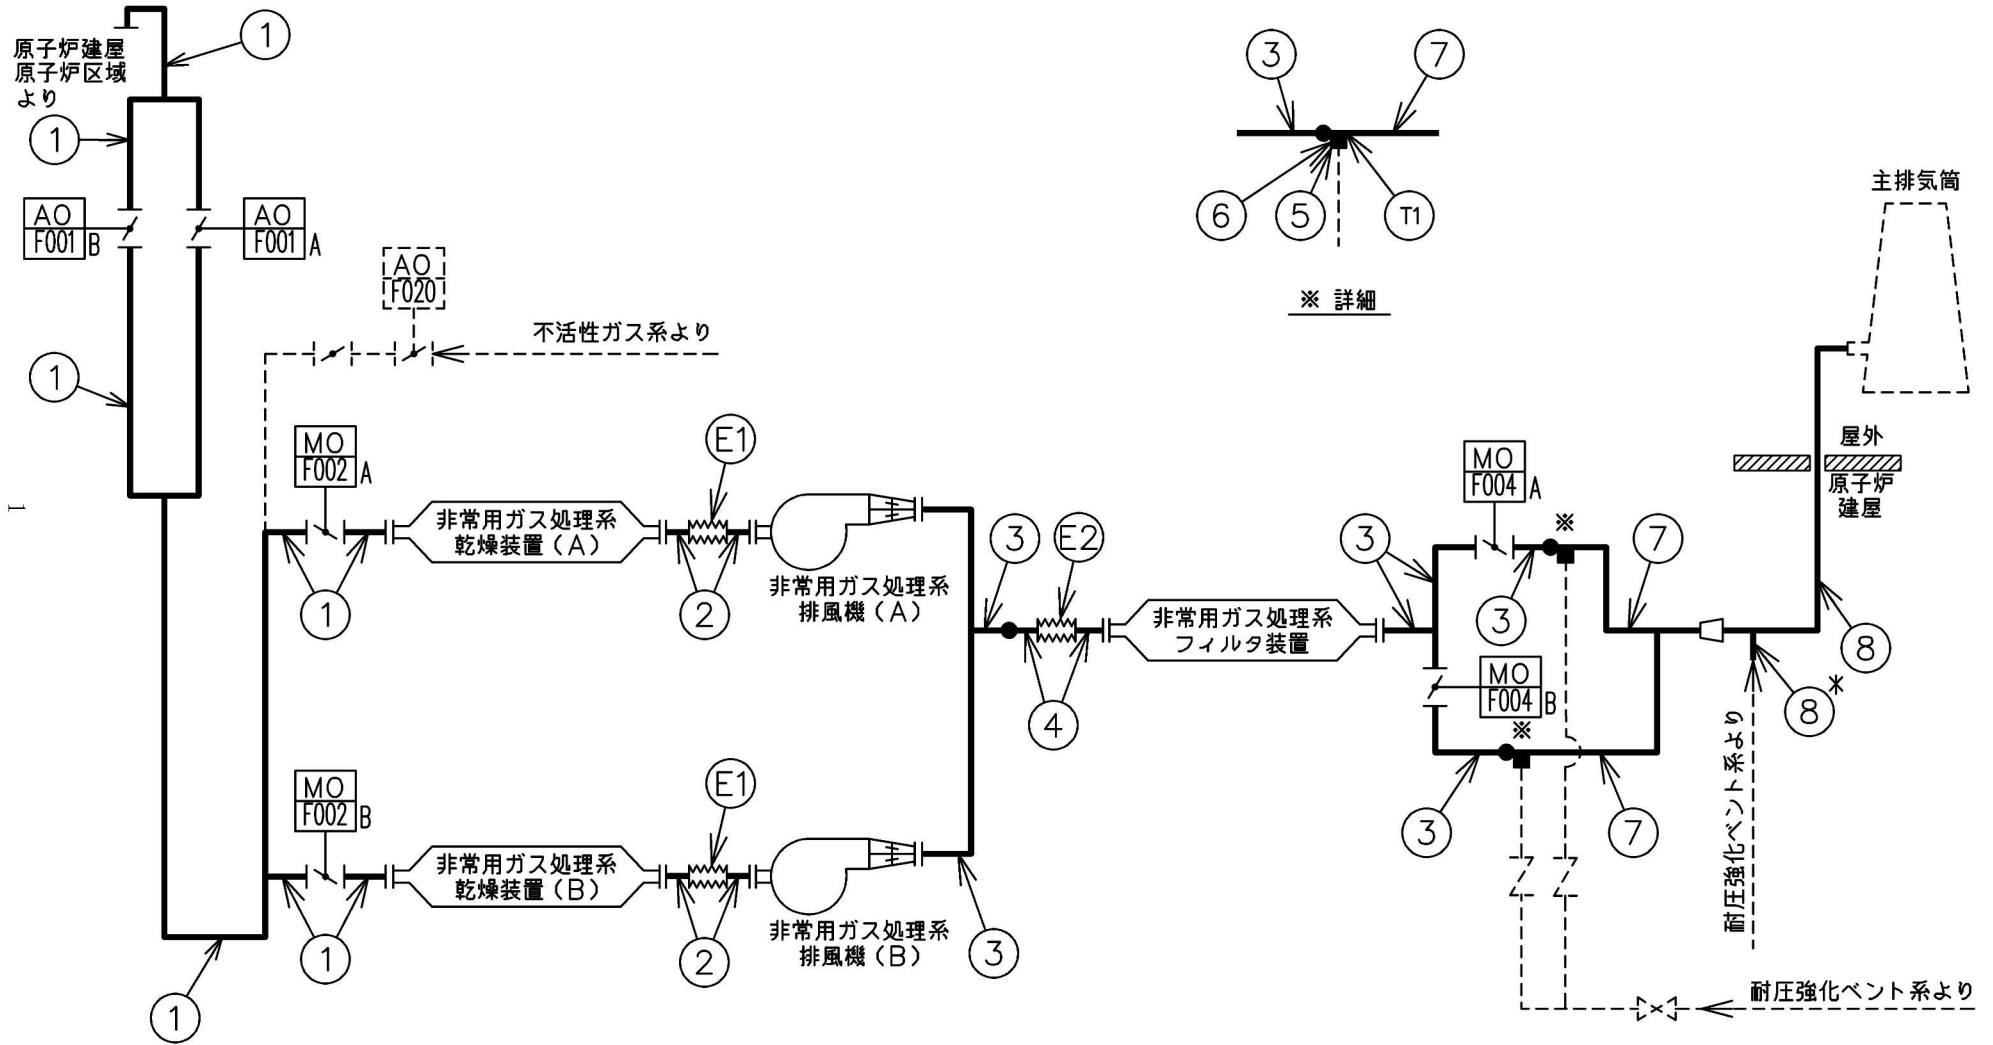 1
原子炉建屋
原子炉区域
より
1
AO
F001 B
AO
F001 A
1
1
AO
F020
不活性ガス系より
MO
F002 A
非常用ガス処理系
乾燥装置(A)
1
E1
2
非常用ガス処理系
排風機(A)
MO
F002 B
非常用ガス処理系
乾燥装置(B)
1
E1
2
非常用ガス処理系
排風機(B)
3
1
3
E2
4
非常用ガス処理系
フィルタ装置
3
7
6
5
T1
※ 詳細
3
MO
F004 A
※
3
7
MO
F004 B
※
3
7
8
8*
耐圧強化ベント系より
耐圧強化ベント系より
主排気筒
屋外
原子炉
建屋
1